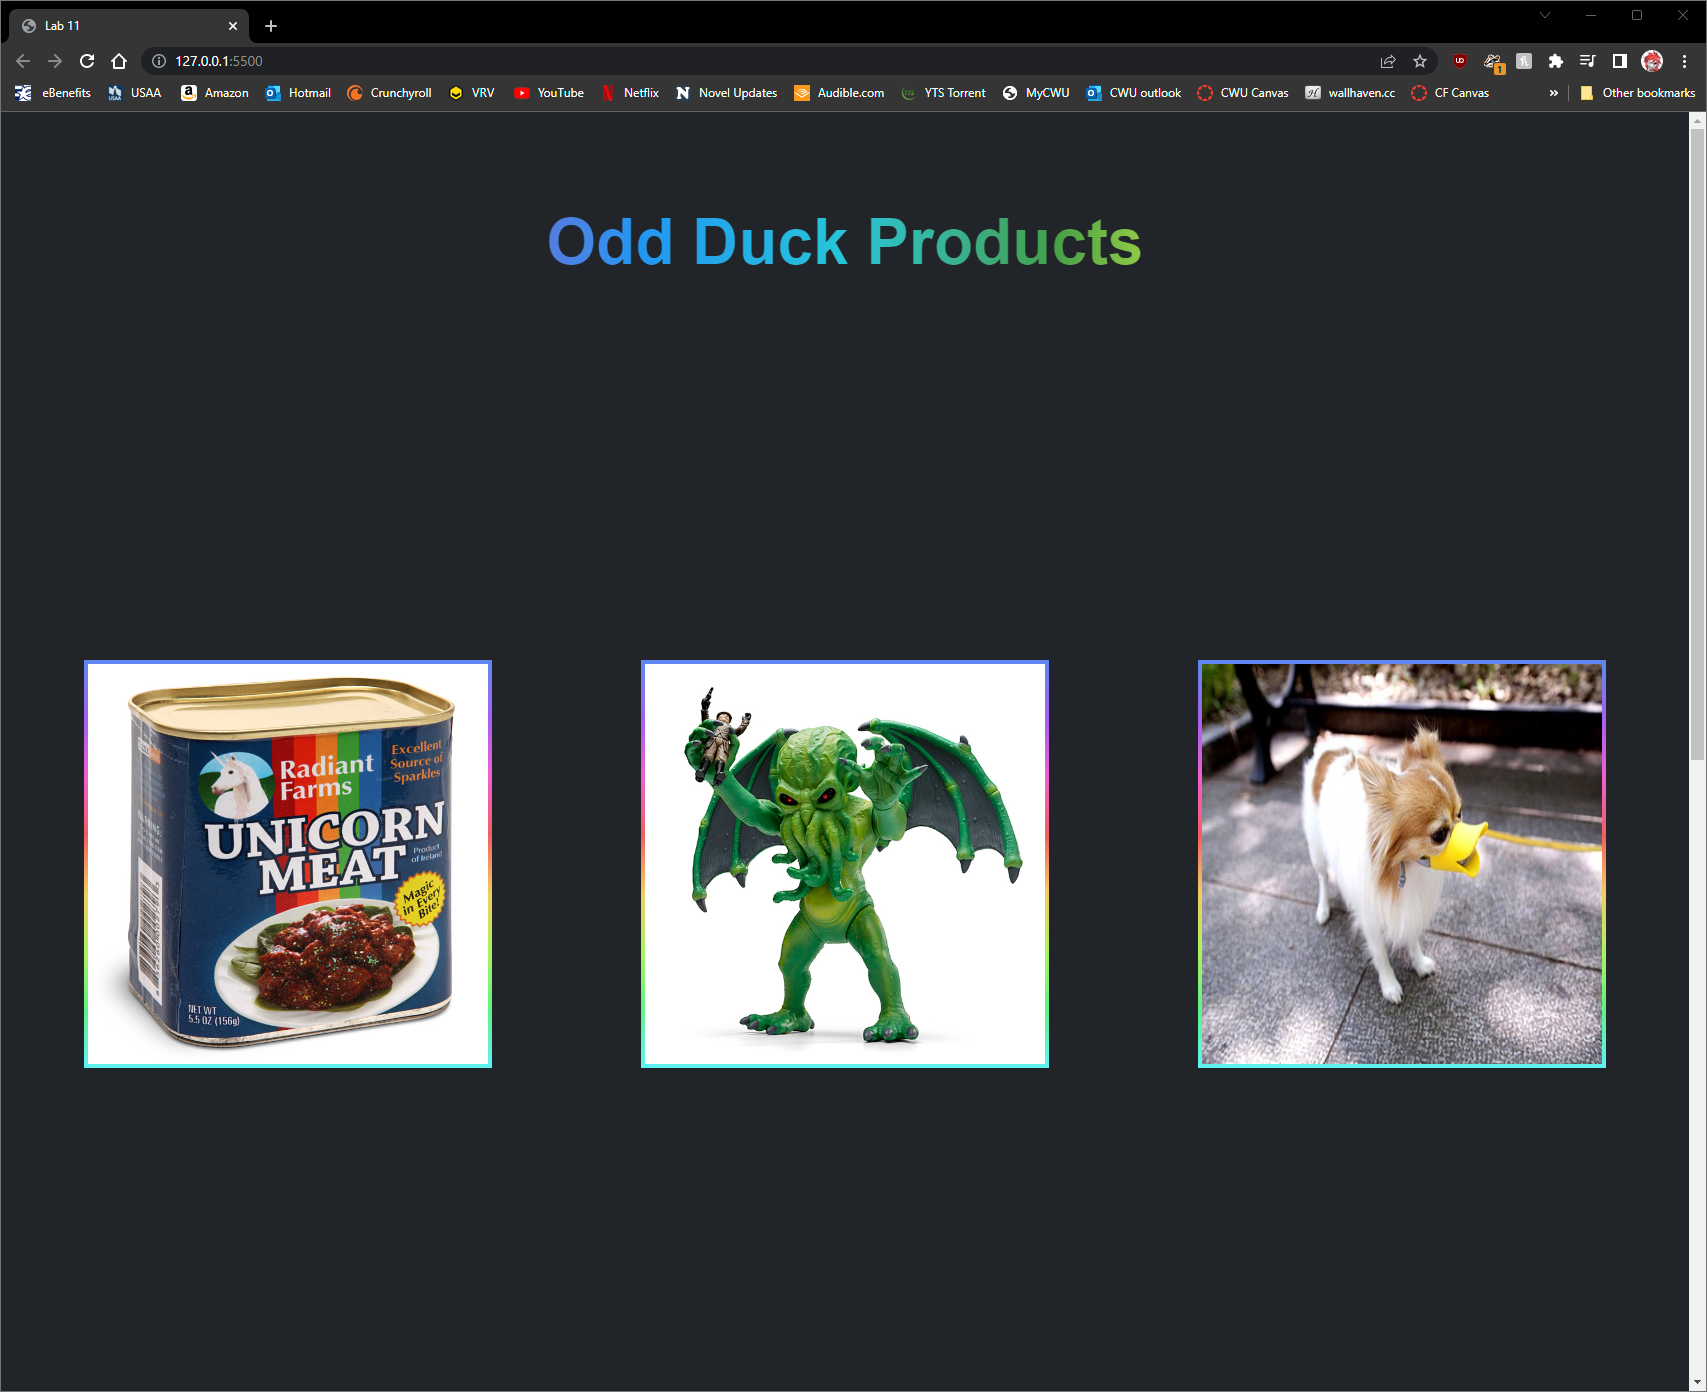 Lab 11
127.0.0.1:5500
eBenefits USAA Amazon Hotmail Crunchyroll VRV YouTube Netflix Novel Updates Audible.com YTS Torrent MyCWU CWU outlook CWU Canvas wallhaven.cc CF Canvas » Other bookmarks
Odd Duck Products
Radiant
Farms
Excellent
Source of
Sparkles
UNICORN
MEAT
Product
of Ireland
Magic
in Every
Bite!
NET WT
5.5 OZ (156g)